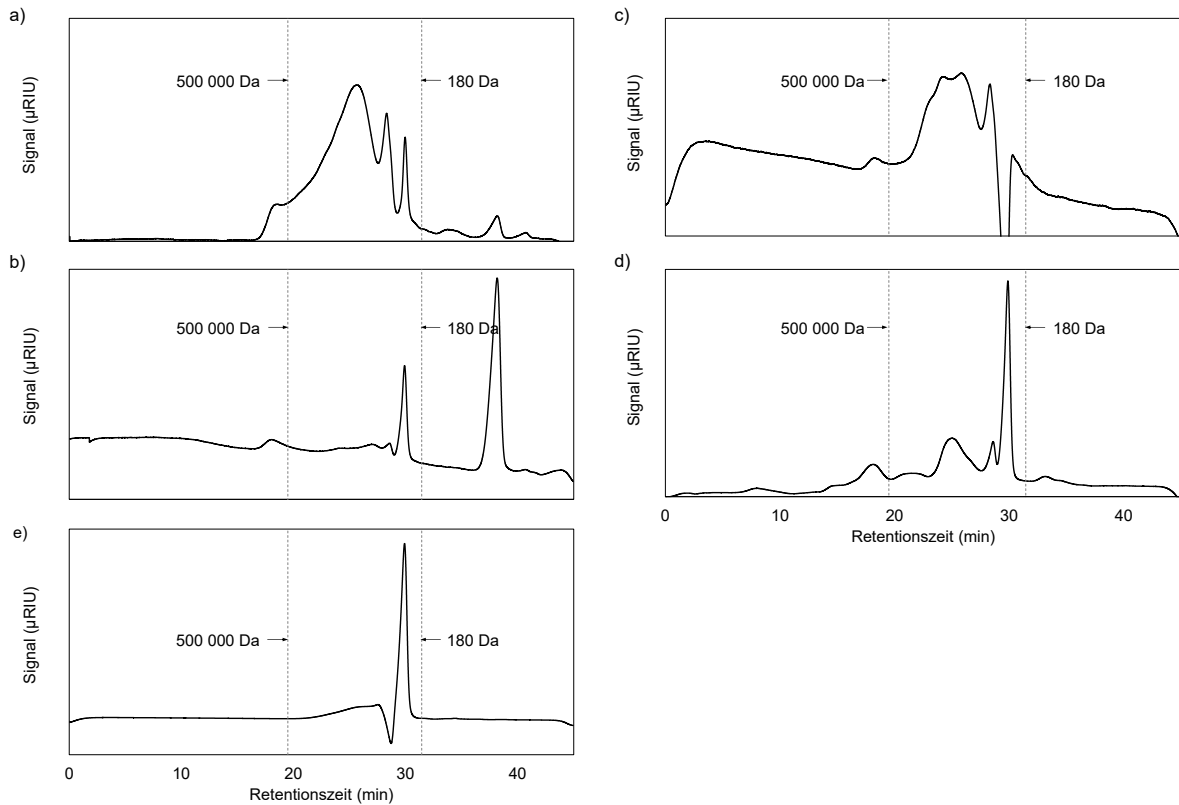 a)
Signal (µRIU)
500 000 Da
180 Da
b)
Signal (µRIU)
500 000 Da
180 Da
e)
Signal (µRIU)
500 000 Da
180 Da
0 10 20 30 40
Retentionszeit (min)
c)
Signal (µRIU)
500 000 Da
180 Da
d)
Signal (µRIU)
500 000 Da
180 Da
0 10 20 30 40
Retentionszeit (min)